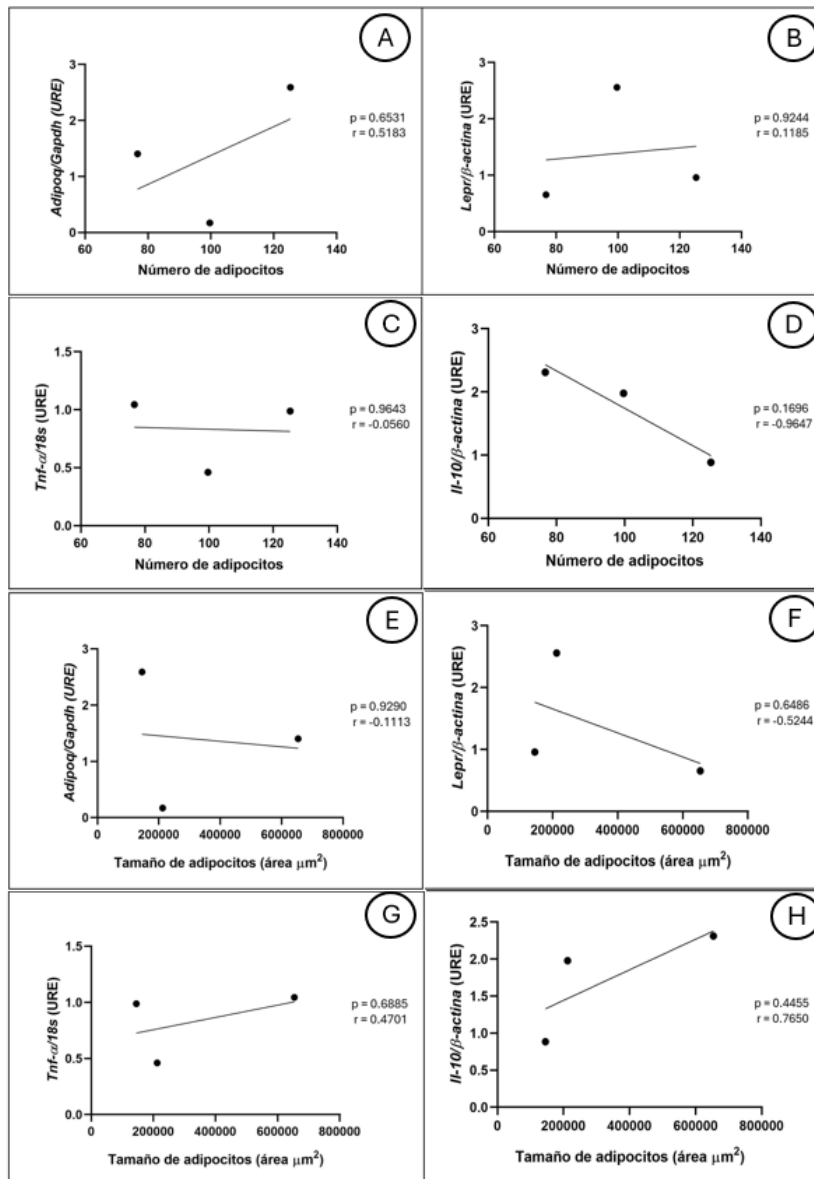 A
Adipoq/Gapdh (URE)
3
2
1
0
60 80 100 120 140
Número de adipocitos
p = 0.6531
r = 0.5183
B
Lepr/β-actina (URE)
3
2
1
0
60 80 100 120 140
Número de adipocitos
p = 0.9244
r = 0.1185
C
Tnf-α/18s (URE)
1.5
1.0
0.5
0.0
60 80 100 120 140
Número de adipocitos
p = 0.9643
r = -0.0560
D
Il-10/β-actina (URE)
3
2
1
0
60 80 100 120 140
Número de adipocitos
p = 0.1696
r = -0.9647
E
Adipoq/Gapdh (URE)
3
2
1
0
0 200000 400000 600000 800000
Tamaño de adipocitos (área μm²)
p = 0.9290
r = -0.1113
F
Lepr/β-actina (URE)
3
2
1
0
0 200000 400000 600000 800000
Tamaño de adipocitos (área μm²)
p = 0.6486
r = -0.5244
G
Tnf-α/18s (URE)
1.5
1.0
0.5
0.0
0 200000 400000 600000 800000
Tamaño de adipocitos (área μm²)
p = 0.6885
r = 0.4701
H
Il-10/β-actina (URE)
2.5
2.0
1.5
1.0
0.5
0.0
0 200000 400000 600000 800000
Tamaño de adipocitos (área μm²)
p = 0.4455
r = 0.7650